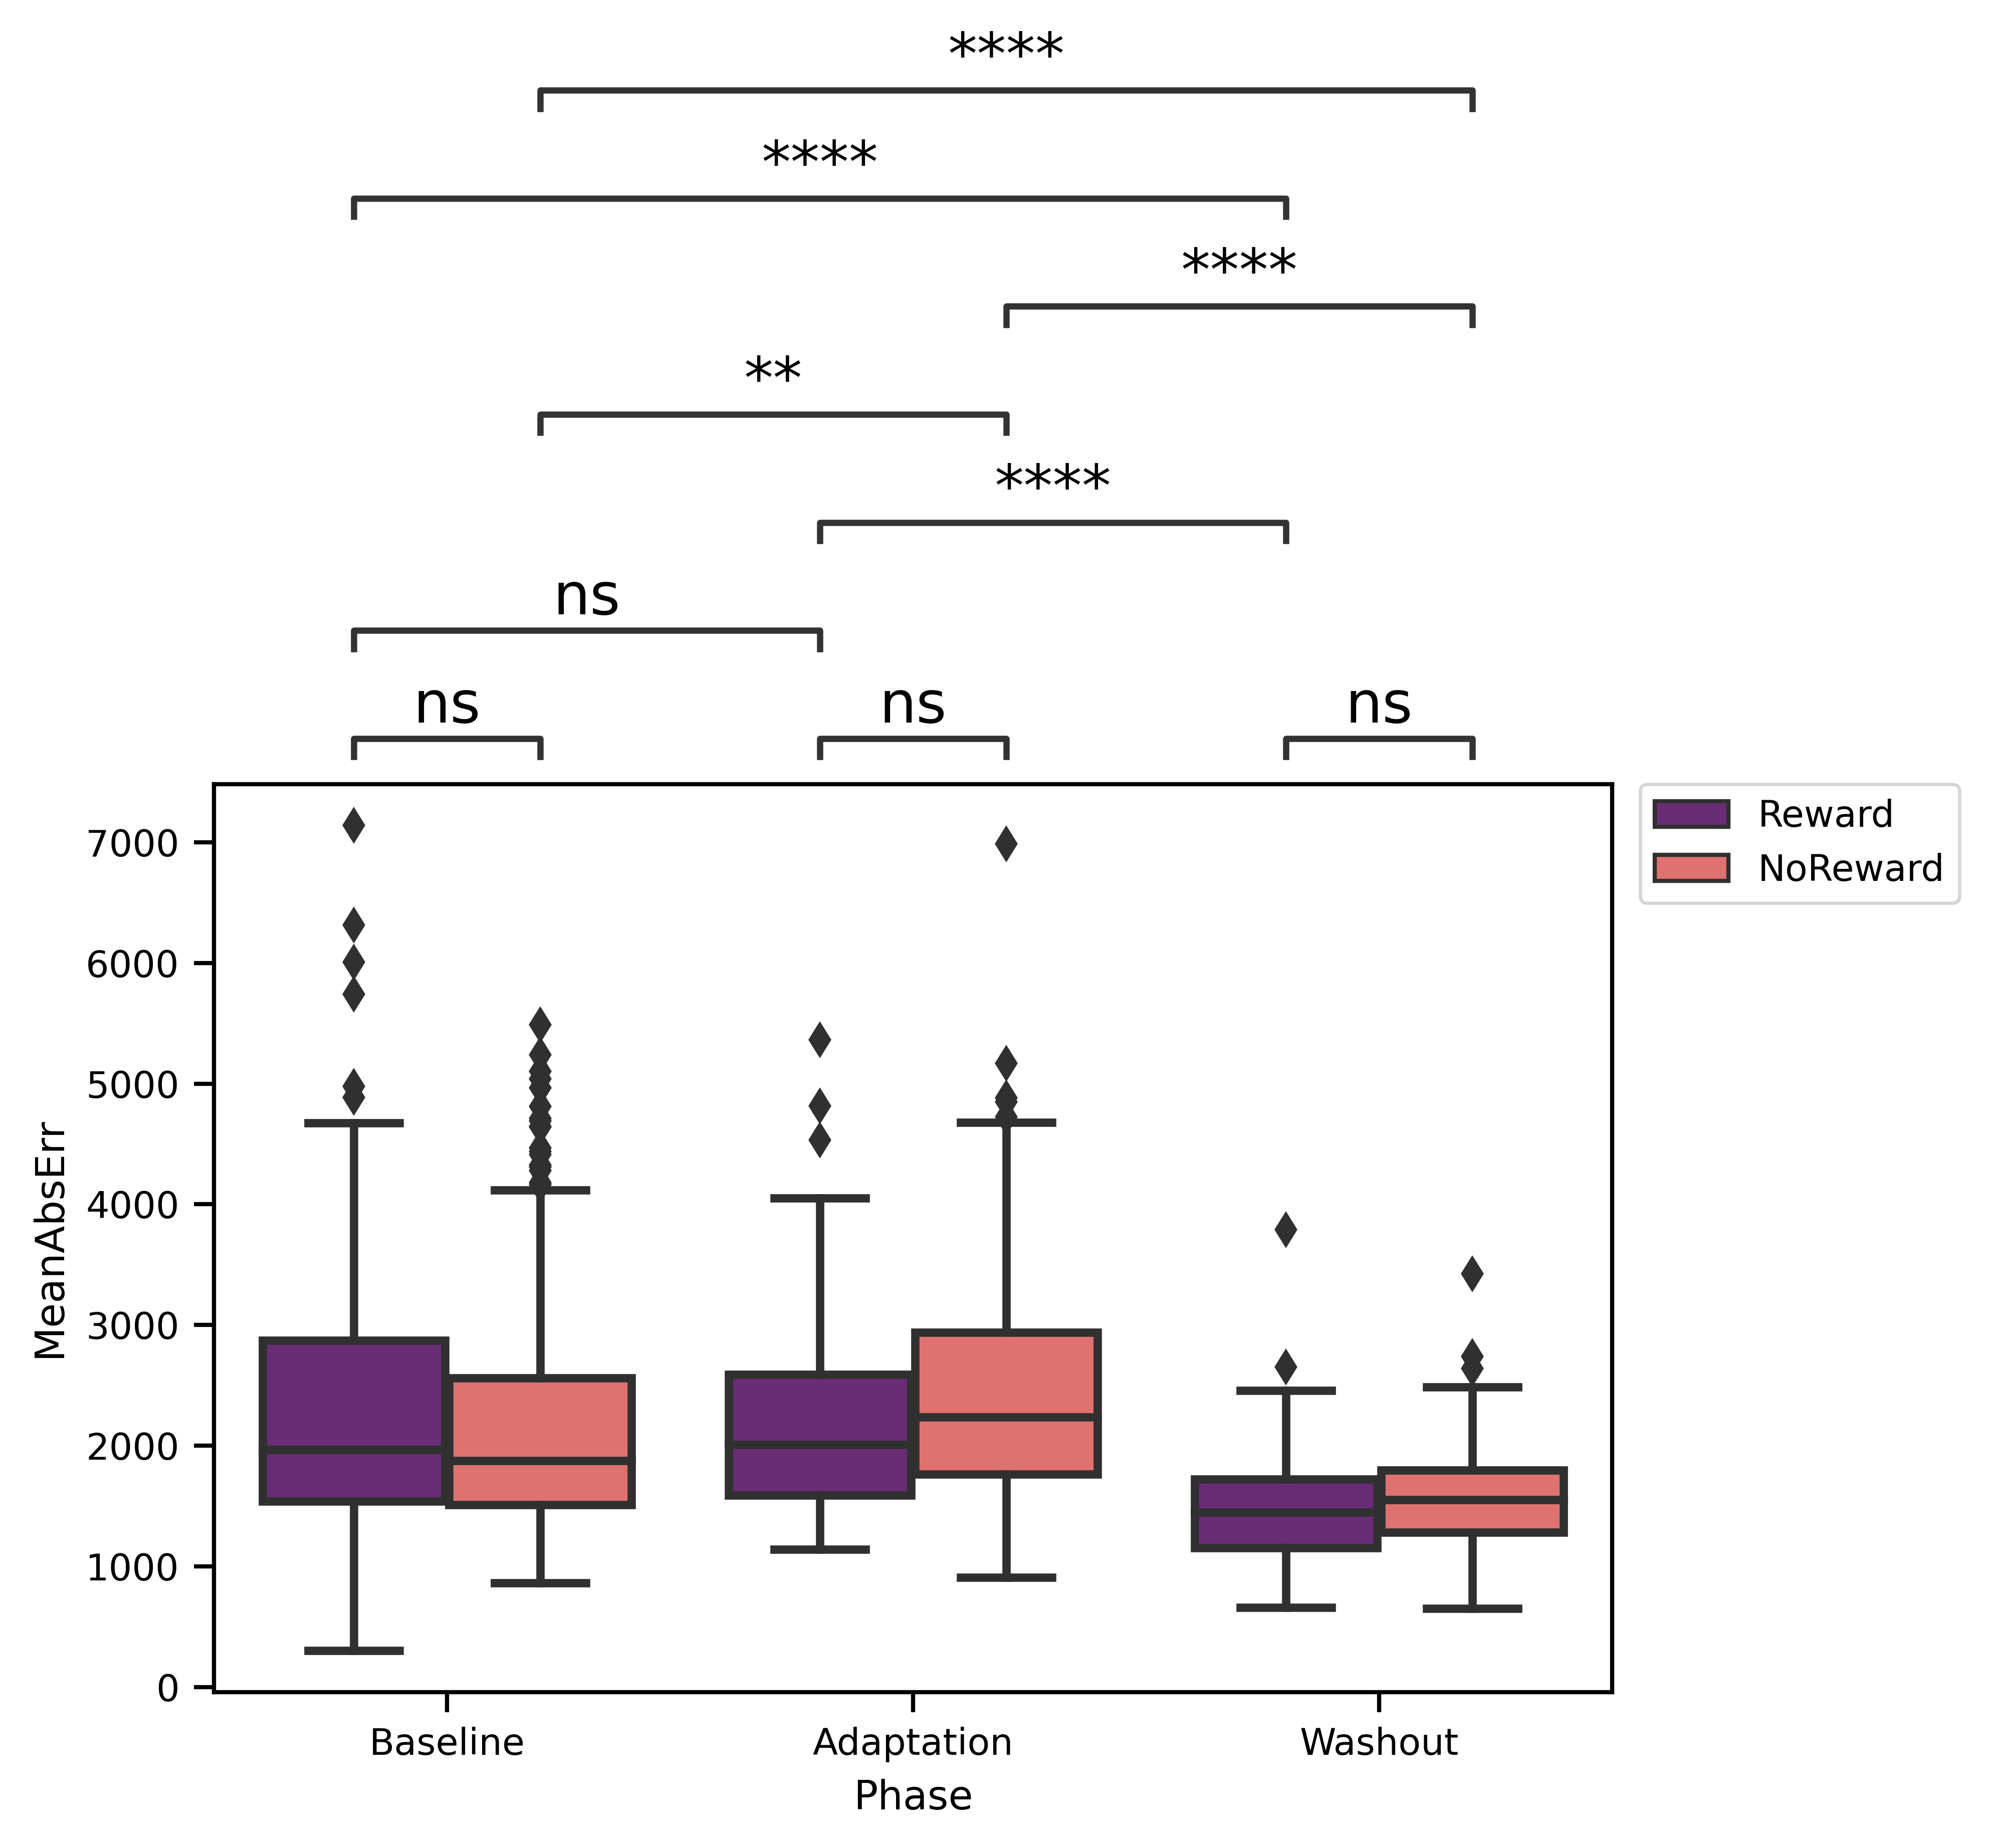 ****
****
****
**
****
ns
ns ns ns
Reward
NoReward
7000
6000
5000
4000
3000
2000
1000
0
MeanAbsErr
Baseline Adaptation Washout
Phase